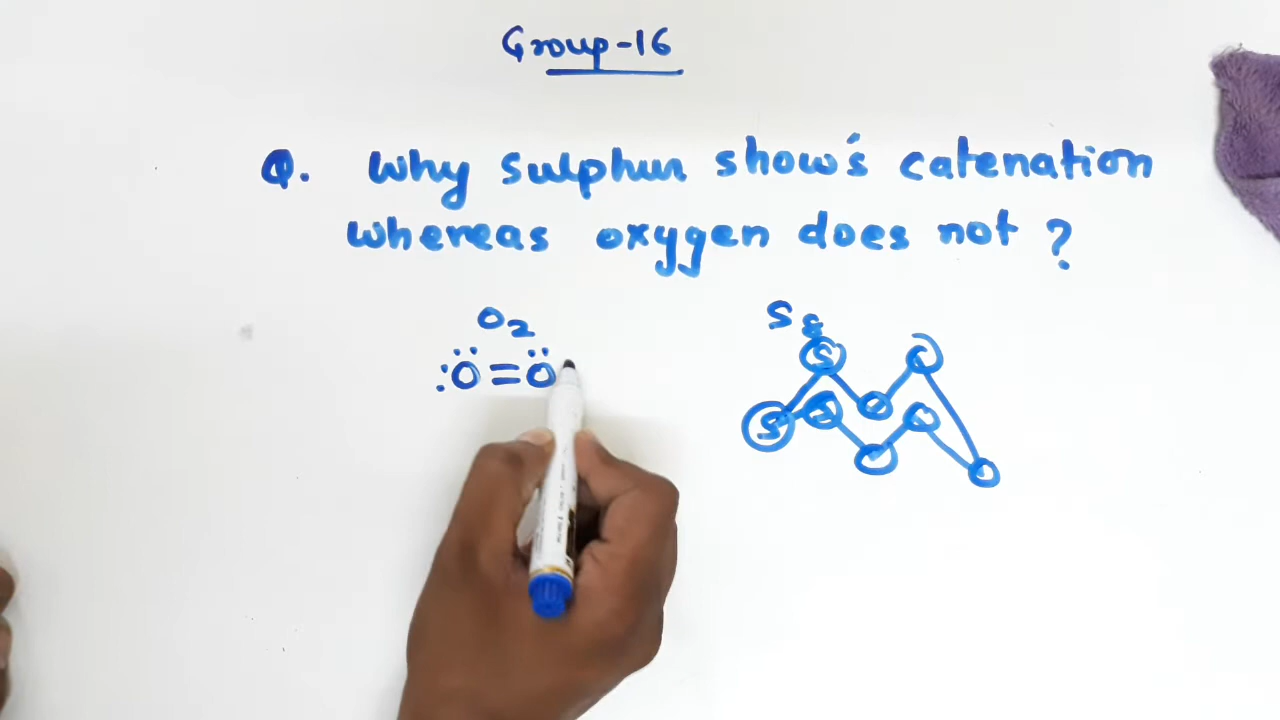 Group-16
Q. Why sulphur show's catenation
whereas oxygen does not ?
O2 S8
:Ö=Ö
S
S